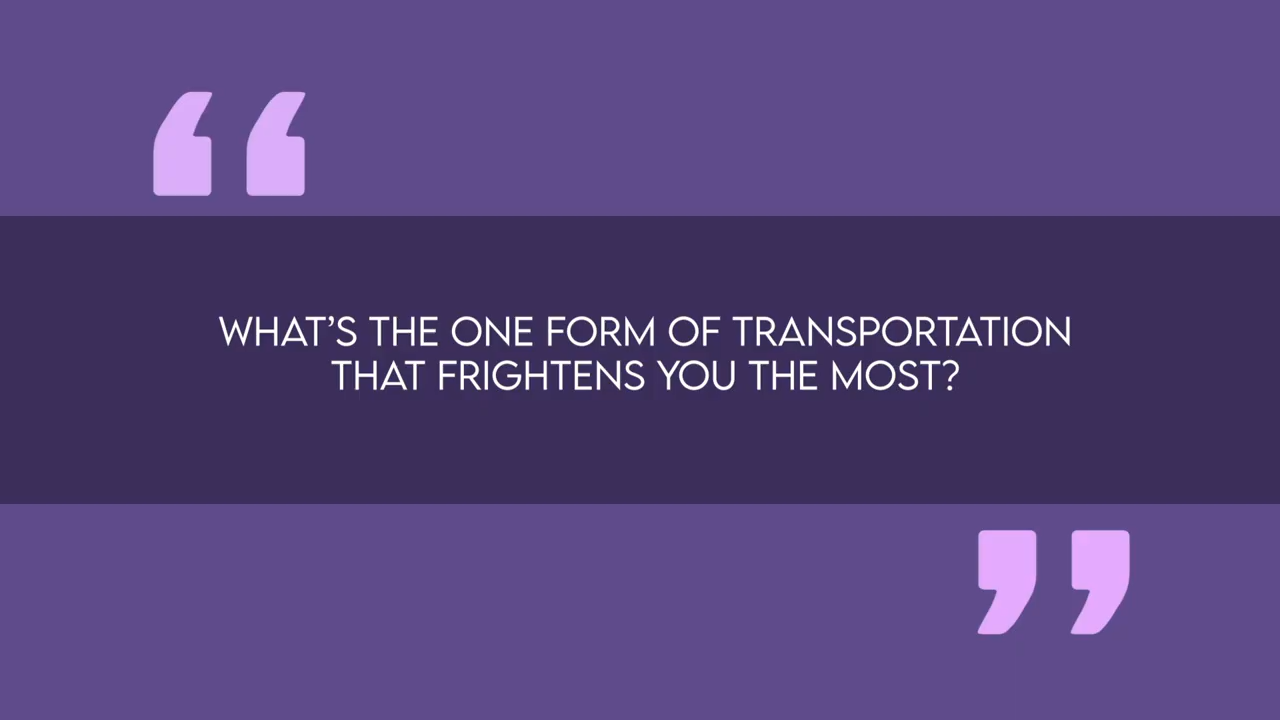 “
WHAT’S THE ONE FORM OF TRANSPORTATION
THAT FRIGHTENS YOU THE MOST?
”